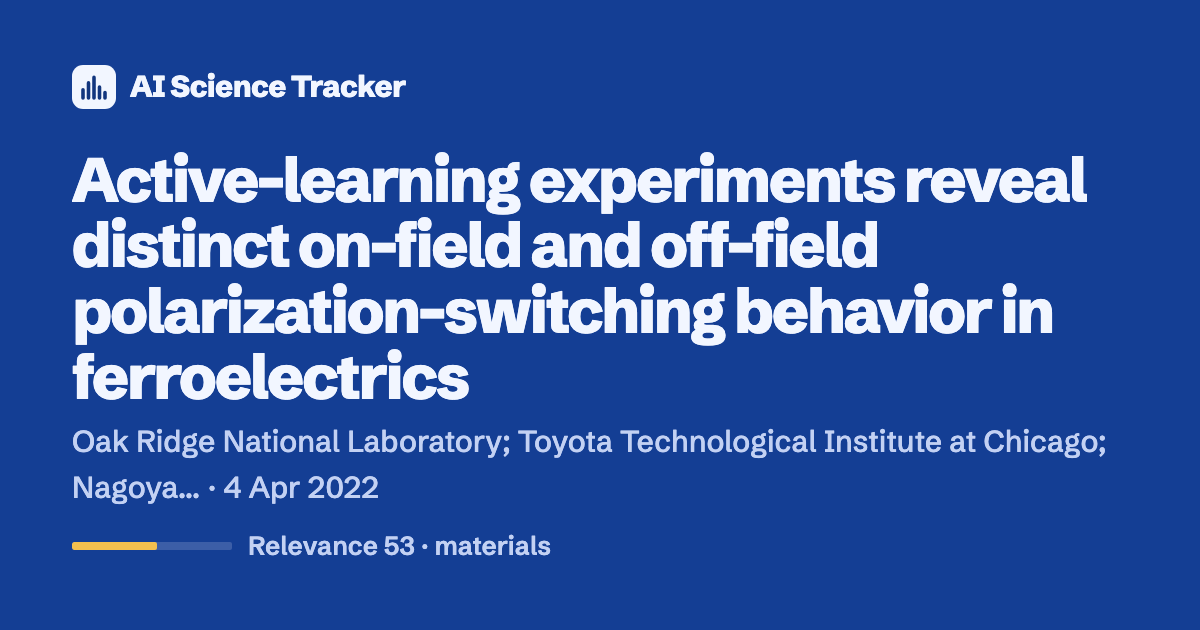 AI Science Tracker
Active-learning experiments reveal
distinct on-field and off-field
polarization-switching behavior in
ferroelectrics
Oak Ridge National Laboratory; Toyota Technological Institute at Chicago;
Nagoya... · 4 Apr 2022
Relevance 53 · materials